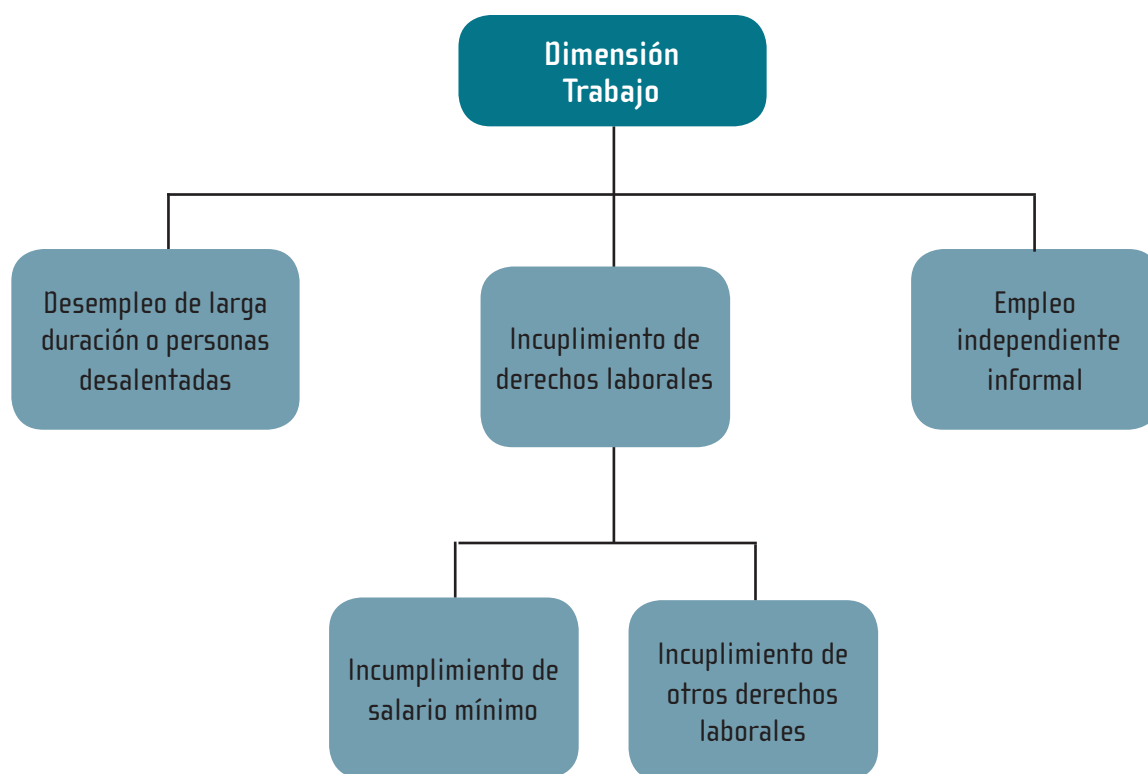 Dimensión
Trabajo
Desempleo de larga
duración o personas
desalentadas
Incuplimiento de
derechos laborales
Empleo
independiente
informal
Incumplimiento de
salario mínimo
Incuplimiento de
otros derechos
laborales